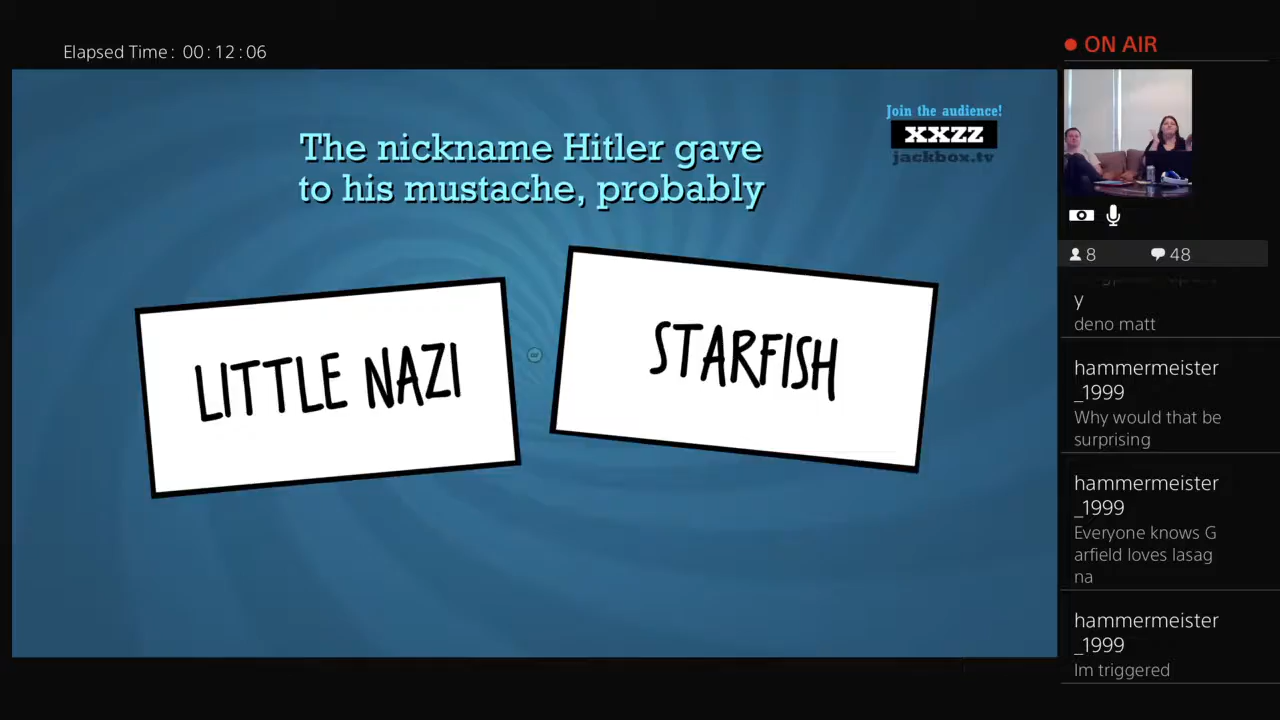 Elapsed Time: 00:12:06
ON AIR
Join the audience!
XXZZ
jackbox.tv
The nickname Hitler gave
to his mustache, probably
LITTLE NAZI
or
STARFISH
8
48
y
deno matt
hammermeister
_1999
Why would that be
surprising
hammermeister
_1999
Everyone knows G
arfield loves lasag
na
hammermeister
_1999
Im triggered